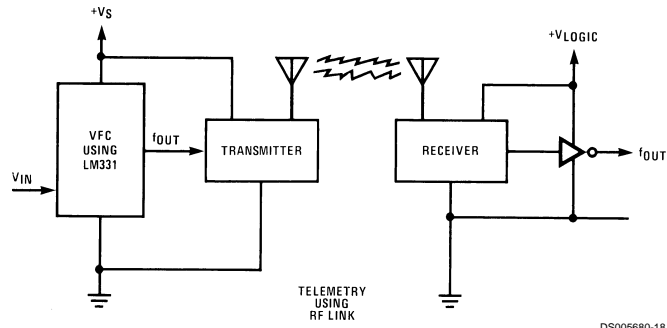 +VS
+VLOGIC
VFC
USING
LM331
fOUT
TRANSMITTER
RECEIVER
fOUT
VIN
TELEMETRY
USING
RF LINK
DS005680-18